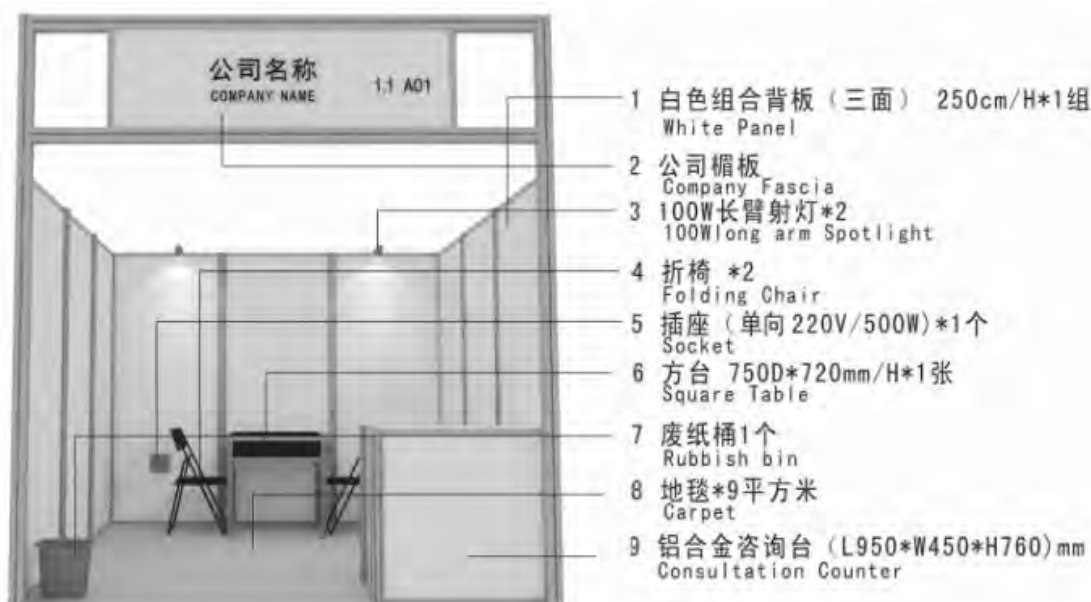 公司名称
COMPANY NAME
1.1 A01
1 白色组合背板（三面） 250cm/H*1组
White Panel
2 公司楣板
Company Fascia
3 100W长臂射灯*2
100Wlong arm Spotlight
4 折椅 *2
Folding Chair
5 插座（单向220V/500W)*1个
Socket
6 方台 750D*720mm/H*1张
Square Table
7 废纸桶1个
Rubbish bin
8 地毯*9平方米
Carpet
9 铝合金咨询台（L950*W450*H760)mm
Consultation Counter